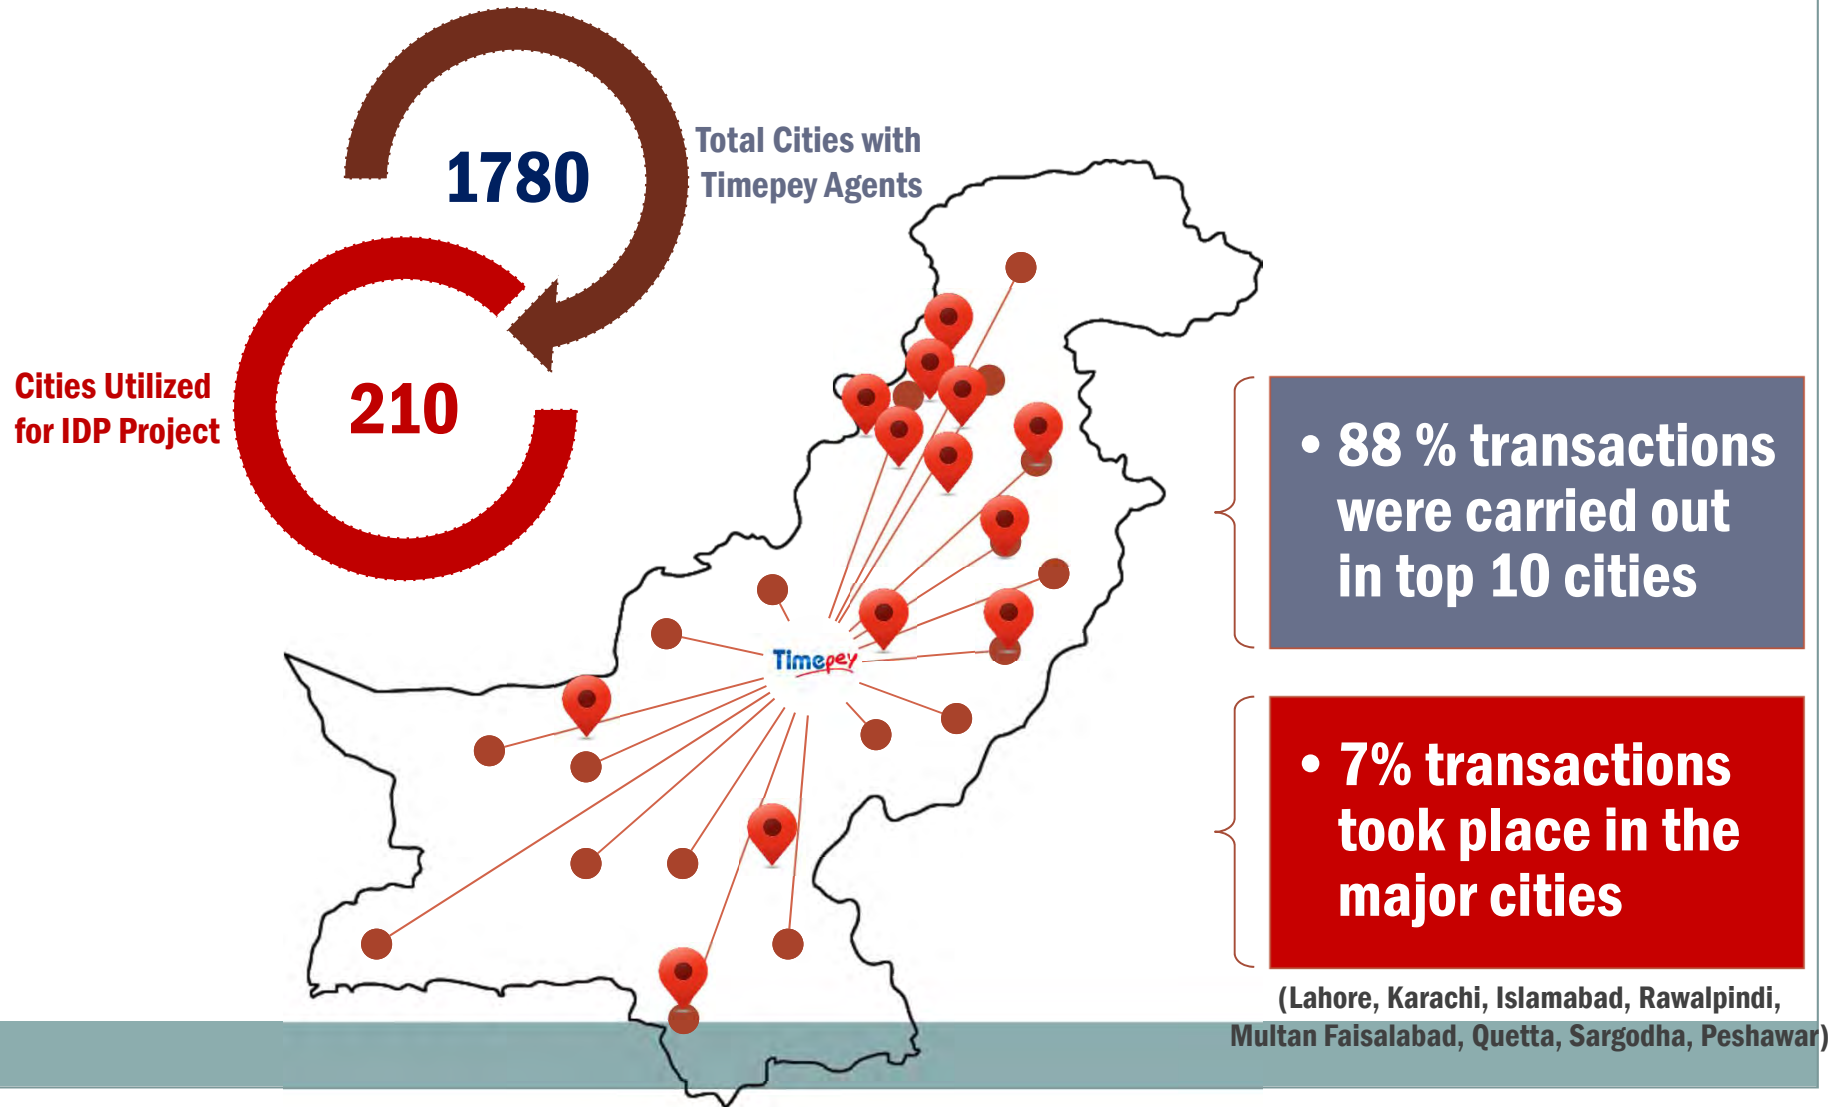 1780
Total Cities with
Timepey Agents
Cities Utilized
for IDP Project
210
Timepey
• 88 % transactions
were carried out
in top 10 cities
• 7% transactions
took place in the
major cities
(Lahore, Karachi, Islamabad, Rawalpindi,
Multan Faisalabad, Quetta, Sargodha, Peshawar)